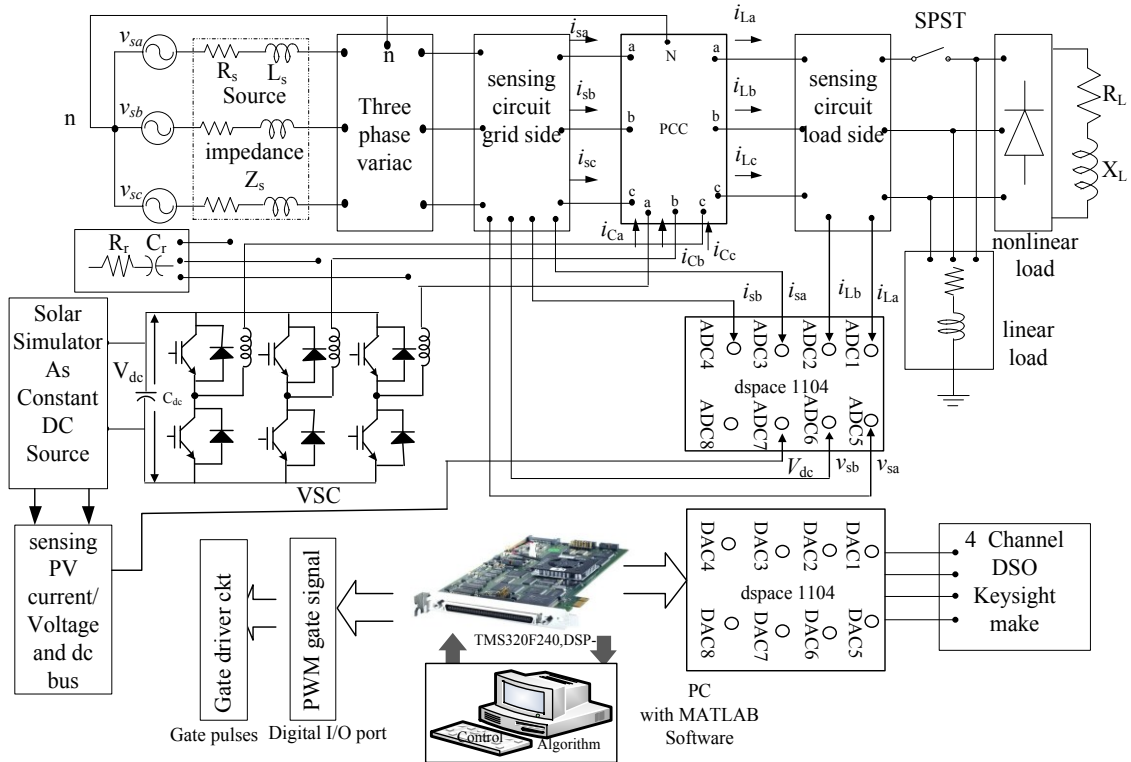 i_sa
i_La
SPST
v_sa
R_s
L_s
Source
n
Three
phase
variac
sensing
circuit
grid side
a
N
a
sensing
circuit
load side
R_L
X_L
n
v_sb
impedance
Z_s
i_sb
b
PCC
b
i_Lb
v_sc
i_sc
c
a
b
c
c
i_Lc
i_Ca
i_Cb
i_Cc
nonlinear
load
R_r
C_r
linear
load
Solar
Simulator
As
Constant
DC
Source
V_dc
C_dc
VSC
i_sb
i_sa
i_Lb
i_La
ADC4
ADC3
ADC2
ADC1
dspace 1104
ADC8
ADC7
ADC6
ADC5
V_dc
v_sb
v_sa
sensing
PV
current/
Voltage
and dc
bus
Gate driver ckt
Gate pulses
PWM gate signal
Digital I/O port
TMS320F240,DSP-
Control
Algorithm
PC
with MATLAB
Software
DAC4
DAC3
DAC2
DAC1
dspace 1104
DAC8
DAC7
DAC6
DAC5
4 Channel
DSO
Keysight
make